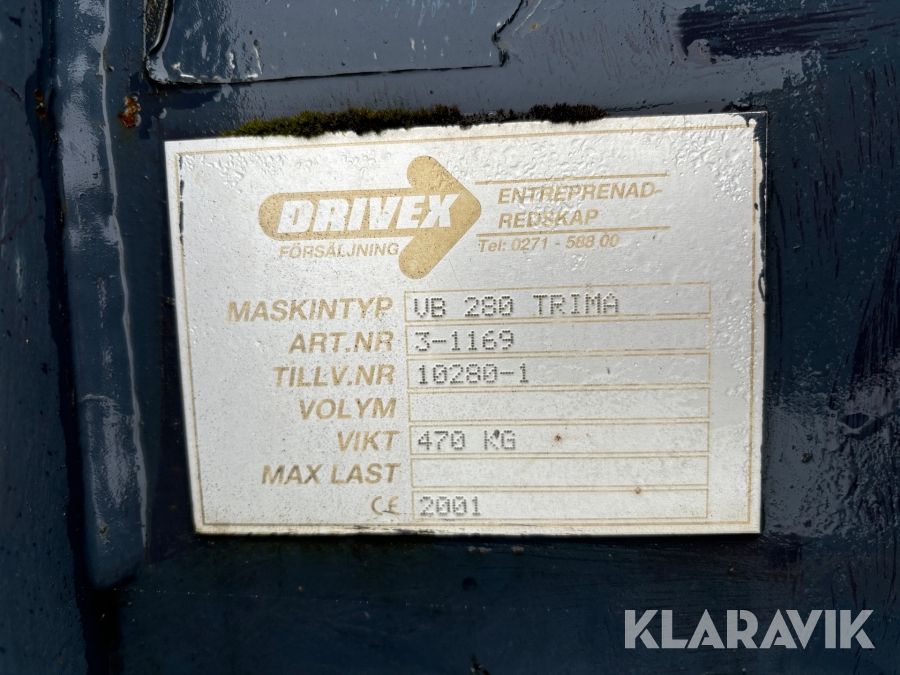 DRIVEX
FÖRSÄLJNING
ENTREPRENAD-
REDSKAP
Tel: 0271 - 588 00
MASKINTYP VB 280 TRIMA
ART.NR 3-1169
TILLV.NR 10280-1
VOLYM
VIKT 470 KG
MAX LAST
CE 2001
KLARAVIK